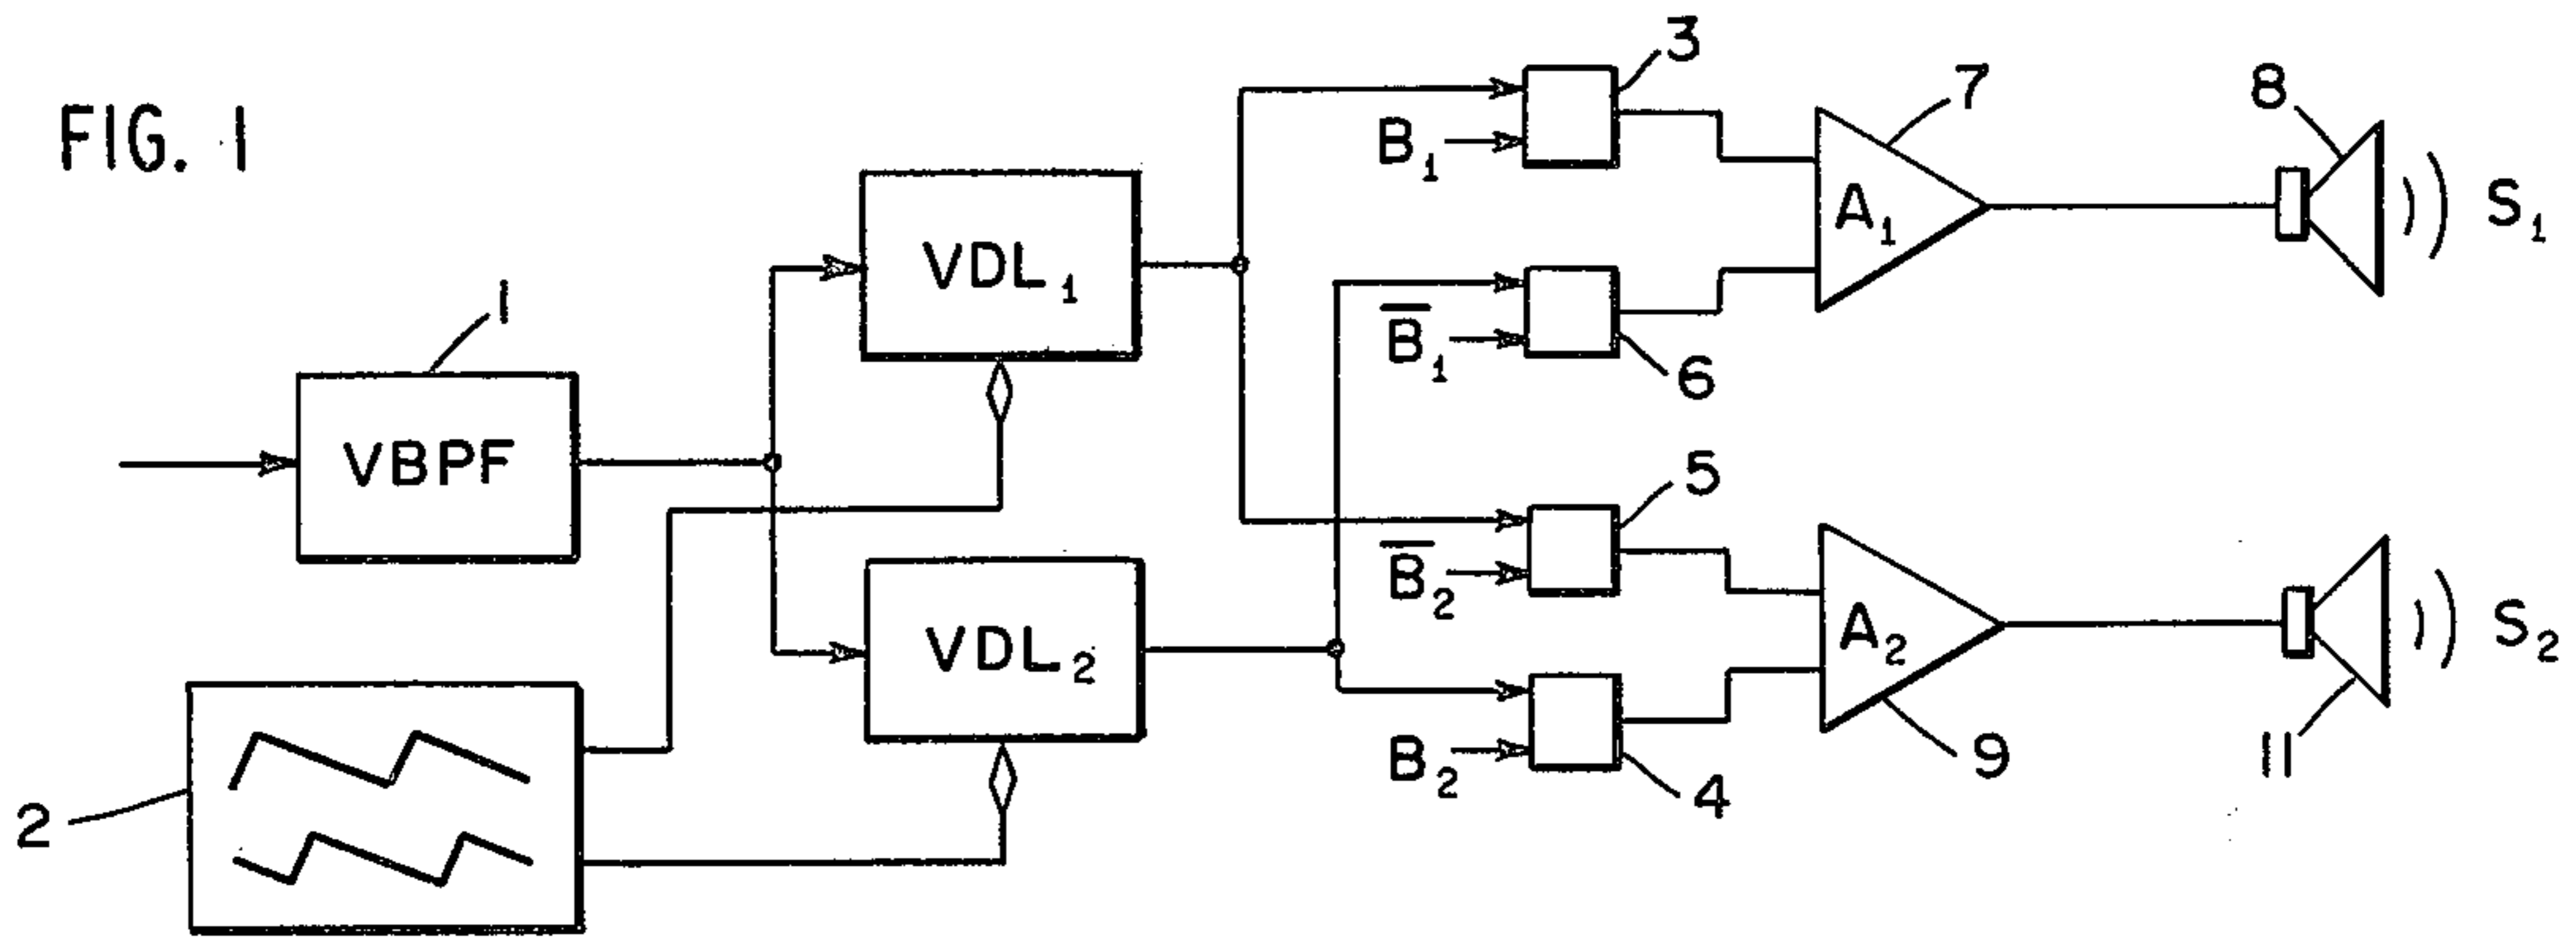 FIG. 1
1
VBPF
2
VDL₁
VDL₂
B₁
3
B̅₁
6
B̅₂
5
B₂
4
A₁
7
A₂
9
8
S₁
11
S₂